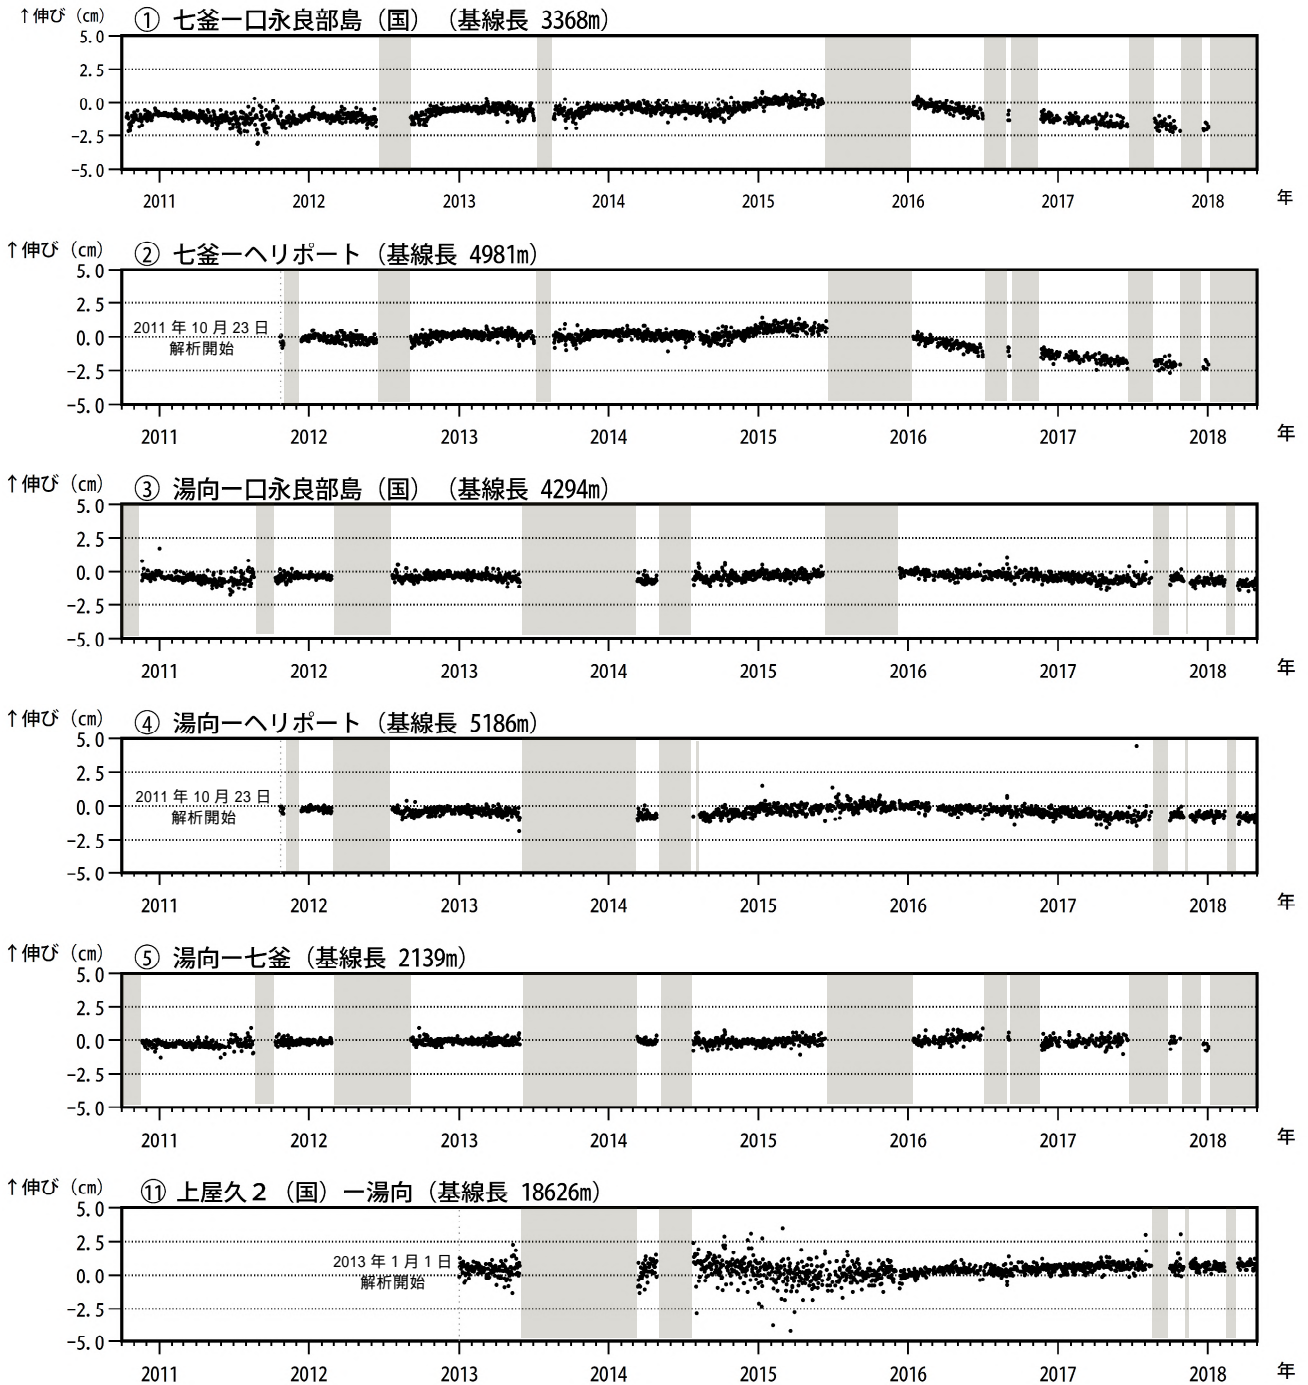 ↑伸び（cm） ① 七釜ー口永良部島（国）（基線長 3368m）
5.0
2.5
0.0
−2.5
−5.0
2011 2012 2013 2014 2015 2016 2017 2018 年
↑伸び（cm） ② 七釜ーヘリポート（基線長 4981m）
5.0
2.5
2011 年 10 月 23 日
0.0
解析開始
−2.5
−5.0
2011 2012 2013 2014 2015 2016 2017 2018 年
↑伸び（cm） ③ 湯向ー口永良部島（国）（基線長 4294m）
5.0
2.5
0.0
−2.5
−5.0
2011 2012 2013 2014 2015 2016 2017 2018 年
↑伸び（cm） ④ 湯向ーヘリポート（基線長 5186m）
5.0
2.5
2011 年 10 月 23 日
0.0
解析開始
−2.5
−5.0
2011 2012 2013 2014 2015 2016 2017 2018 年
↑伸び（cm） ⑤ 湯向ー七釜（基線長 2139m）
5.0
2.5
0.0
−2.5
−5.0
2011 2012 2013 2014 2015 2016 2017 2018 年
↑伸び（cm） ⑪ 上屋久２（国）ー湯向（基線長 18626m）
5.0
2.5
2013 年 1 月 1 日
0.0
解析開始
−2.5
−5.0
2011 2012 2013 2014 2015 2016 2017 2018 年